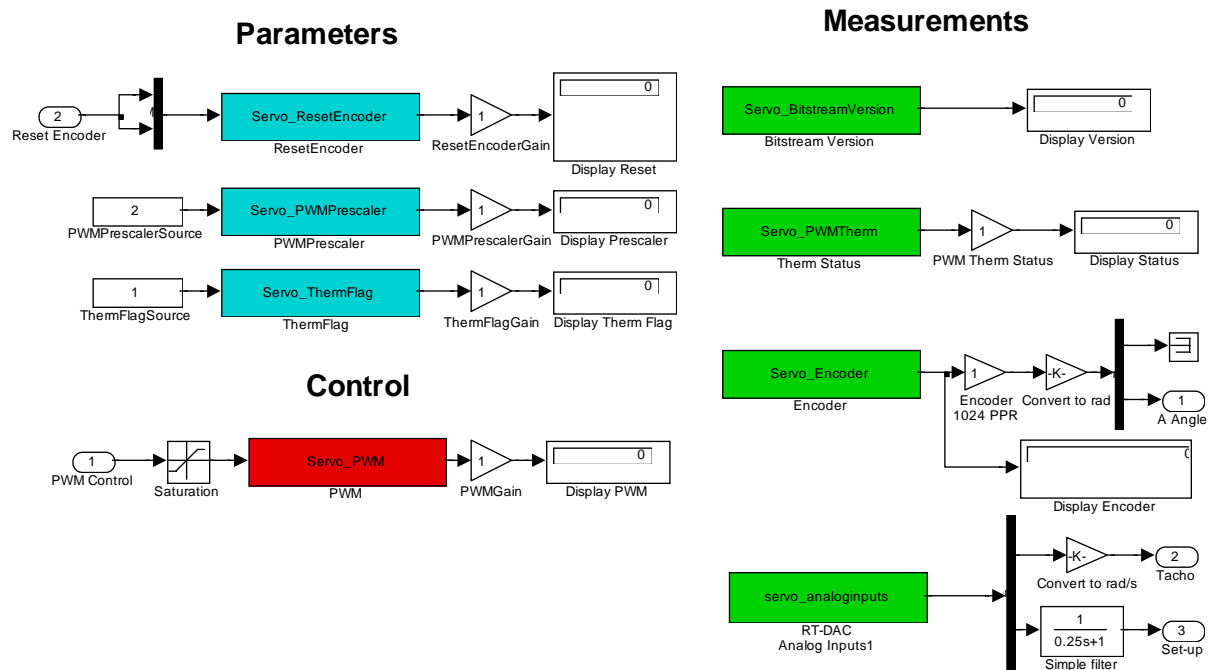 Parameters
2
Reset Encoder
Servo_ResetEncoder
ResetEncoder
1
ResetEncoderGain
0
Display Reset
2
PWMPrescalerSource
Servo_PWMPrescaler
PWMPrescaler
1
PWMPrescalerGain
0
Display Prescaler
1
ThermFlagSource
Servo_ThermFlag
ThermFlag
1
ThermFlagGain
0
Display Therm Flag
Control
1
PWM Control
Saturation
Servo_PWM
PWM
1
PWMGain
0
Display PWM
Measurements
Servo_BitstreamVersion
Bitstream Version
0
Display Version
Servo_PWMTherm
Therm Status
1
PWM Therm Status
0
Display Status
Servo_Encoder
Encoder
1
Encoder
1024 PPR
-K-
Convert to rad
1
A Angle
0
Display Encoder
servo_analoginputs
RT-DAC
Analog Inputs1
-K-
Convert to rad/s
2
Tacho
1
0.25s+1
Simple filter
3
Set-up